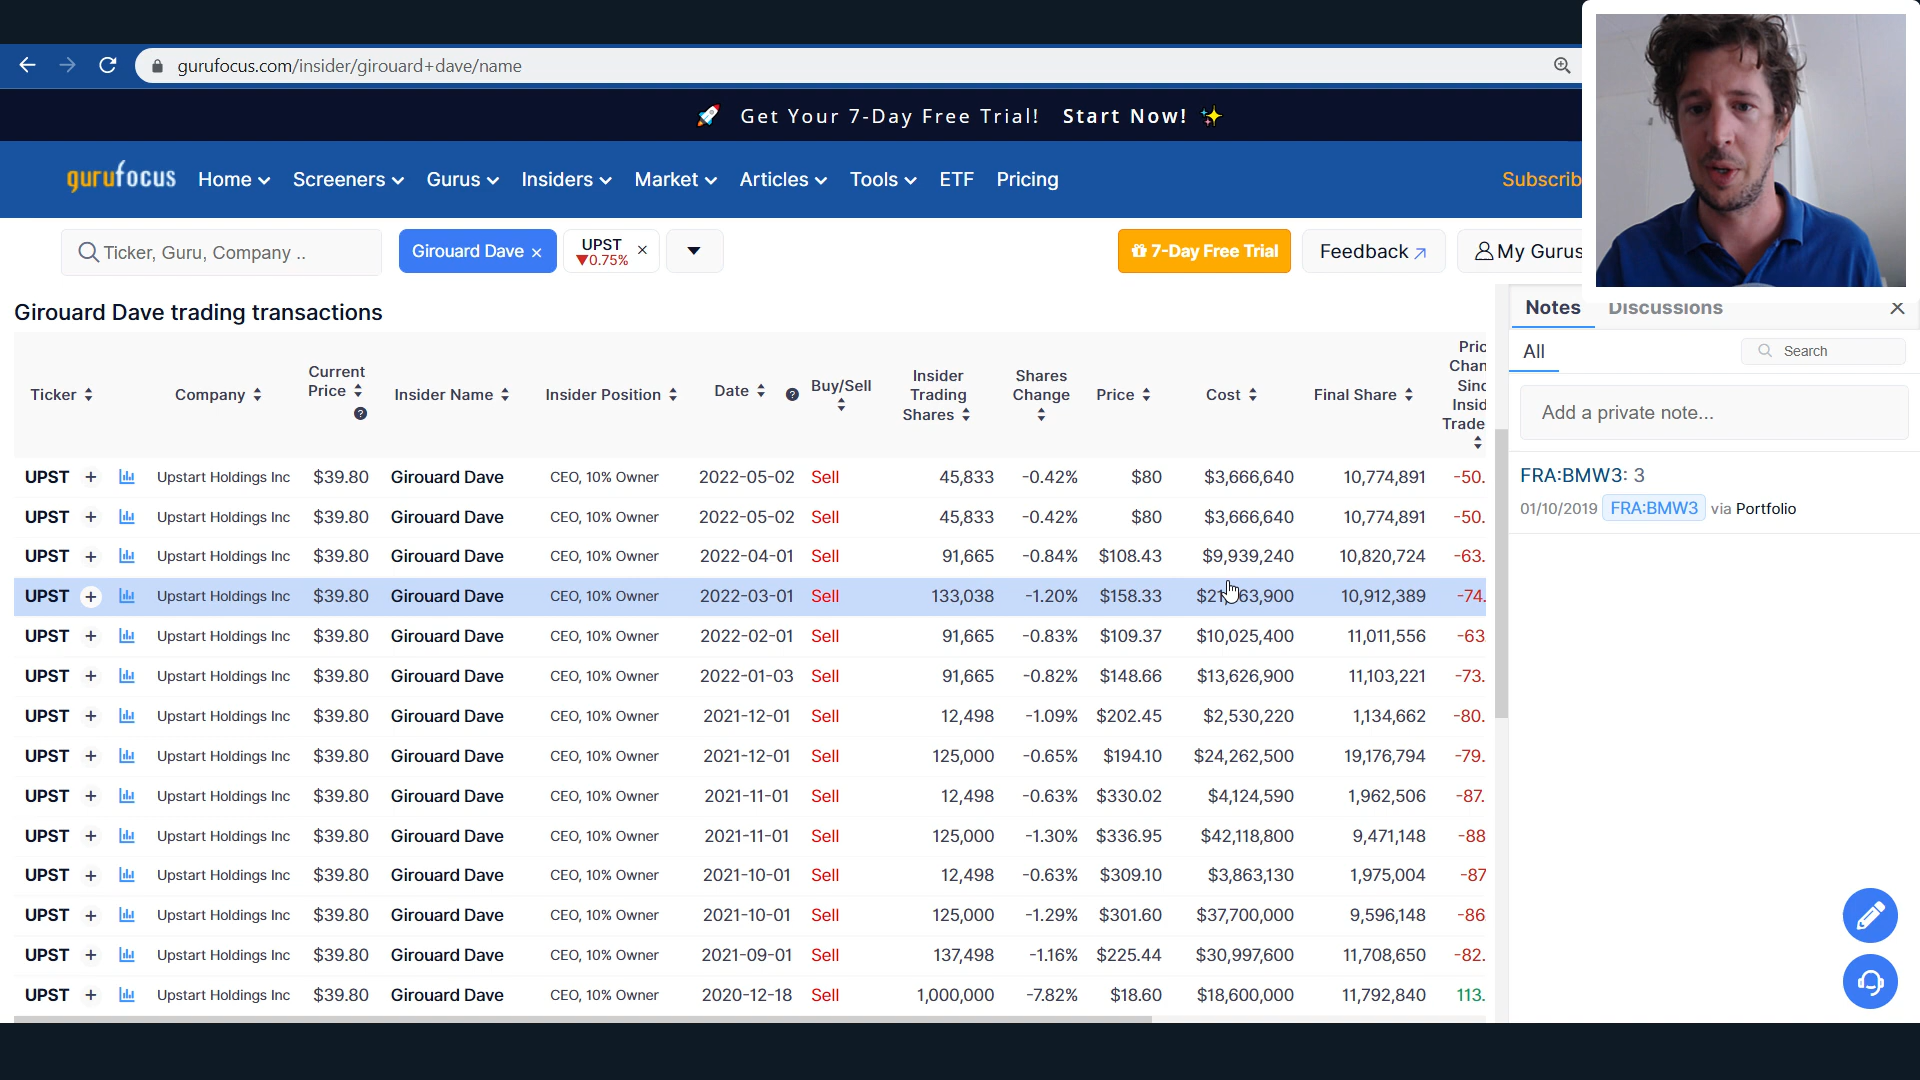 gurufocus.com/insider/girouard+dave/name
🚀 Get Your 7-Day Free Trial! Start Now! ✨
gurufocus Home Screeners Gurus Insiders Market Articles Tools ETF Pricing Subscrib
Ticker, Guru, Company .. Girouard Dave × UPST × ▼0.75% 7-Day Free Trial Feedback My Gurus
Girouard Dave trading transactions
Notes Discussions
All Search
Add a private note...
FRA:BMW3: 3
01/10/2019 FRA:BMW3 via Portfolio
Ticker Company Current Price Insider Name Insider Position Date Buy/Sell Insider Trading Shares Shares Change Price Cost Final Share Pric Chan Sinc Insid Trade
UPST + Upstart Holdings Inc $39.80 Girouard Dave CEO, 10% Owner 2022-05-02 Sell 45,833 -0.42% $80 $3,666,640 10,774,891 -50.
UPST + Upstart Holdings Inc $39.80 Girouard Dave CEO, 10% Owner 2022-05-02 Sell 45,833 -0.42% $80 $3,666,640 10,774,891 -50.
UPST + Upstart Holdings Inc $39.80 Girouard Dave CEO, 10% Owner 2022-04-01 Sell 91,665 -0.84% $108.43 $9,939,240 10,820,724 -63.
UPST + Upstart Holdings Inc $39.80 Girouard Dave CEO, 10% Owner 2022-03-01 Sell 133,038 -1.20% $158.33 10,912,389 -74.
UPST + Upstart Holdings Inc $39.80 Girouard Dave CEO, 10% Owner 2022-02-01 Sell 91,665 -0.83% $109.37 $10,025,400 11,011,556 -63
UPST + Upstart Holdings Inc $39.80 Girouard Dave CEO, 10% Owner 2022-01-03 Sell 91,665 -0.82% $148.66 $13,626,900 11,103,221 -73.
UPST + Upstart Holdings Inc $39.80 Girouard Dave CEO, 10% Owner 2021-12-01 Sell 12,498 -1.09% $202.45 $2,530,220 1,134,662 -80.
UPST + Upstart Holdings Inc $39.80 Girouard Dave CEO, 10% Owner 2021-12-01 Sell 125,000 -0.65% $194.10 $24,262,500 19,176,794 -79.
UPST + Upstart Holdings Inc $39.80 Girouard Dave CEO, 10% Owner 2021-11-01 Sell 12,498 -0.63% $330.02 $4,124,590 1,962,506 -87.
UPST + Upstart Holdings Inc $39.80 Girouard Dave CEO, 10% Owner 2021-11-01 Sell 125,000 -1.30% $336.95 $42,118,800 9,471,148 -88
UPST + Upstart Holdings Inc $39.80 Girouard Dave CEO, 10% Owner 2021-10-01 Sell 12,498 -0.63% $309.10 $3,863,130 1,975,004 -87
UPST + Upstart Holdings Inc $39.80 Girouard Dave CEO, 10% Owner 2021-10-01 Sell 125,000 -1.29% $301.60 $37,700,000 9,596,148 -86
UPST + Upstart Holdings Inc $39.80 Girouard Dave CEO, 10% Owner 2021-09-01 Sell 137,498 -1.16% $225.44 $30,997,600 11,708,650 -82.
UPST + Upstart Holdings Inc $39.80 Girouard Dave CEO, 10% Owner 2020-12-18 Sell 1,000,000 -7.82% $18.60 $18,600,000 11,792,840 113.